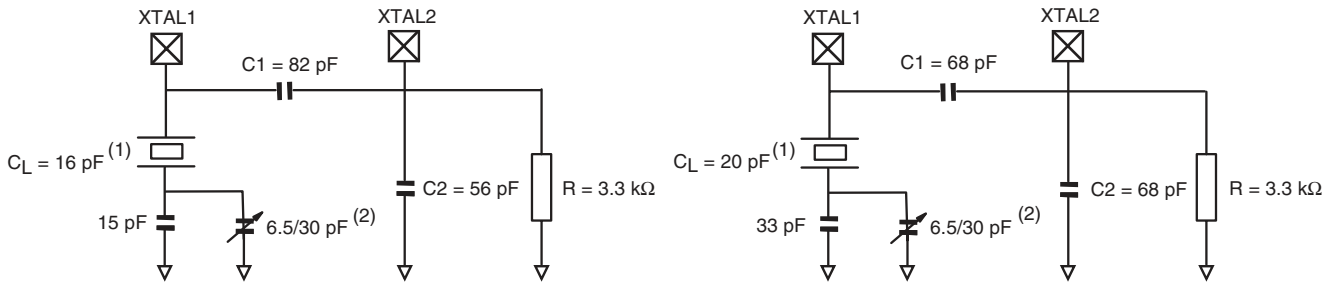 XTAL1
XTAL2
C1 = 82 pF
CL = 16 pF (1)
C2 = 56 pF
R = 3.3 kΩ
15 pF
6.5/30 pF (2)
XTAL1
XTAL2
C1 = 68 pF
CL = 20 pF (1)
C2 = 68 pF
R = 3.3 kΩ
33 pF
6.5/30 pF (2)